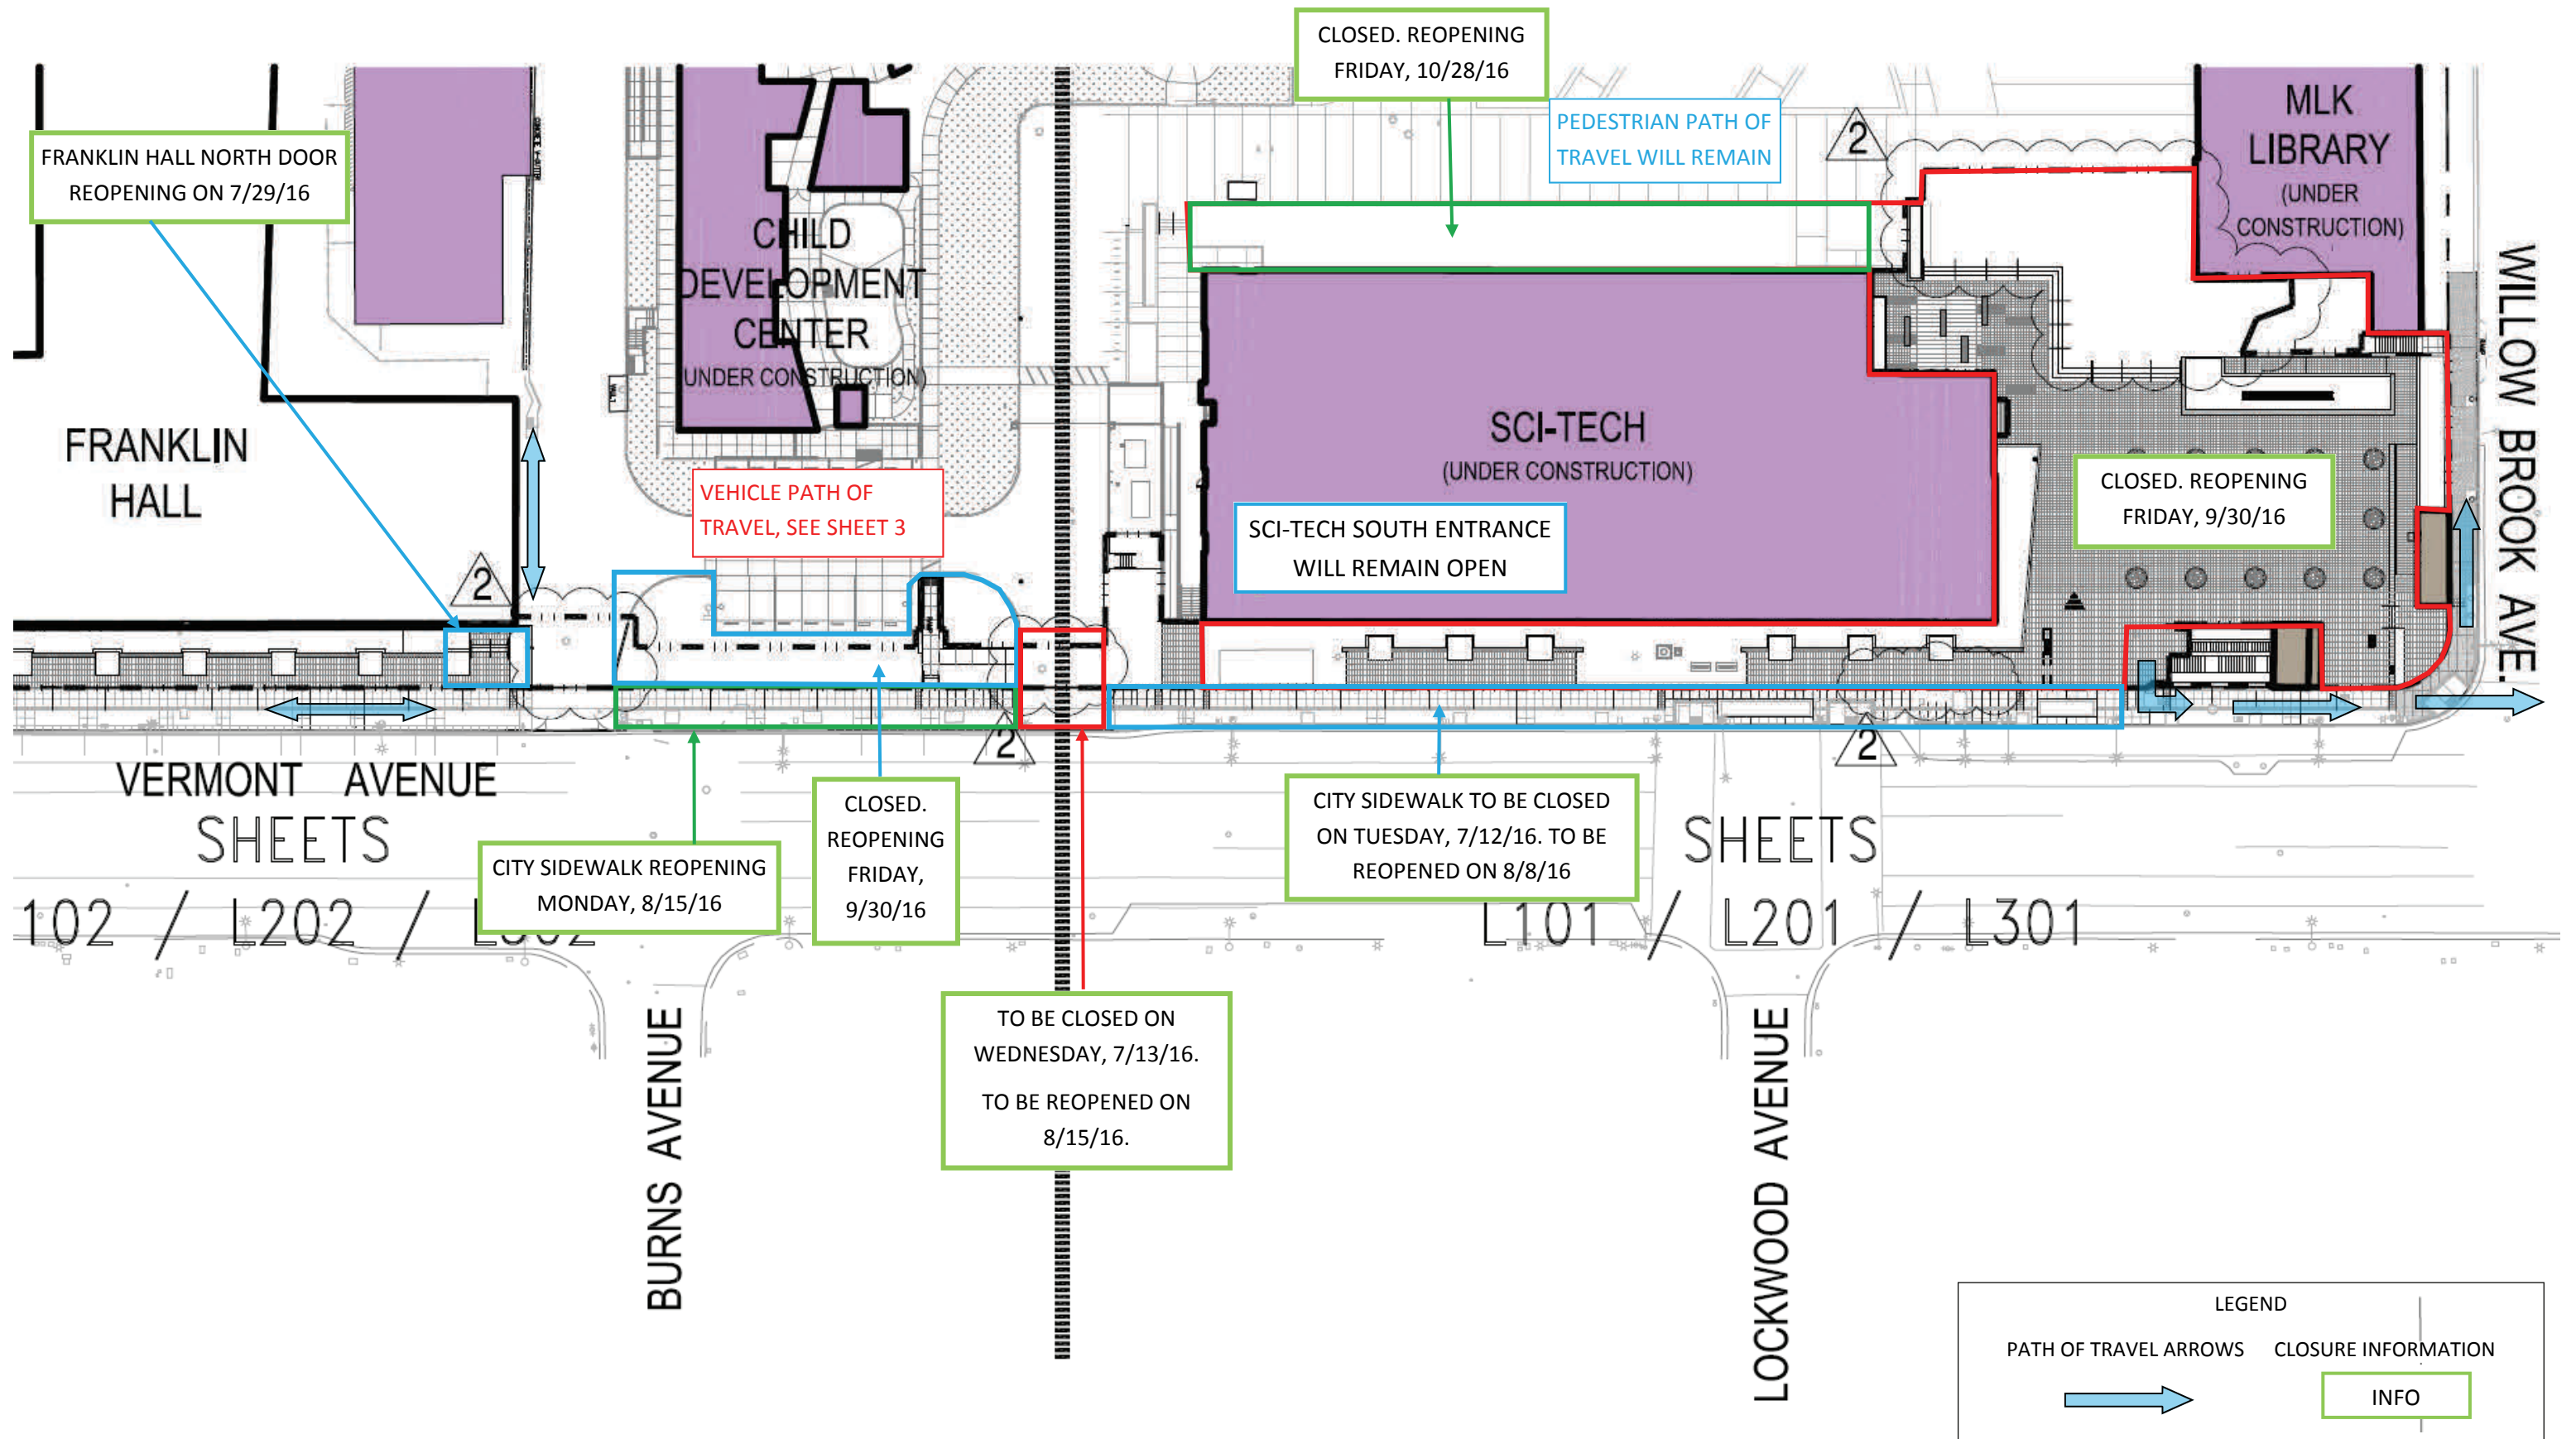 CLOSED. REOPENING
FRIDAY, 10/28/16
PEDESTRIAN PATH OF
TRAVEL WILL REMAIN
2
MLK
LIBRARY
(UNDER
CONSTRUCTION)
FRANKLIN HALL NORTH DOOR
REOPENING ON 7/29/16
CHILD
DEVELOPMENT
CENTER
(UNDER CONSTRUCTION)
WILLOW BROOK AVE.
FRANKLIN
HALL
SCI-TECH
(UNDER CONSTRUCTION)
VEHICLE PATH OF
TRAVEL, SEE SHEET 3
SCI-TECH SOUTH ENTRANCE
WILL REMAIN OPEN
CLOSED. REOPENING
FRIDAY, 9/30/16
2
2
2
VERMONT AVENUE
SHEETS
102 / L202 /
CITY SIDEWALK REOPENING
MONDAY, 8/15/16
CLOSED.
REOPENING
FRIDAY,
9/30/16
CITY SIDEWALK TO BE CLOSED
ON TUESDAY, 7/12/16. TO BE
REOPENED ON 8/8/16
SHEETS
L101 / L201 / L301
TO BE CLOSED ON
WEDNESDAY, 7/13/16.
TO BE REOPENED ON
8/15/16.
BURNS AVENUE
LOCKWOOD AVENUE
LEGEND
PATH OF TRAVEL ARROWS
CLOSURE INFORMATION
INFO